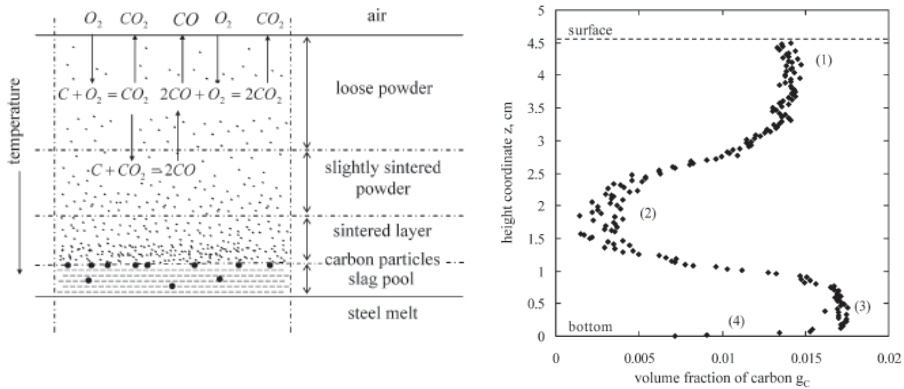 O₂ CO₂ CO O₂ CO₂ air
C + O₂ = CO₂ 2CO + O₂ = 2CO₂ loose powder
temperature
C + CO₂ = 2CO slightly sintered
powder
sintered layer
carbon particles
slag pool
steel melt
5
surface
4.5
(1)
4
3.5
3
2.5
height coordinate z, cm
2
(2)
1.5
1
0.5
(3)
(4)
bottom
0
0 0.005 0.01 0.015 0.02
volume fraction of carbon g_C